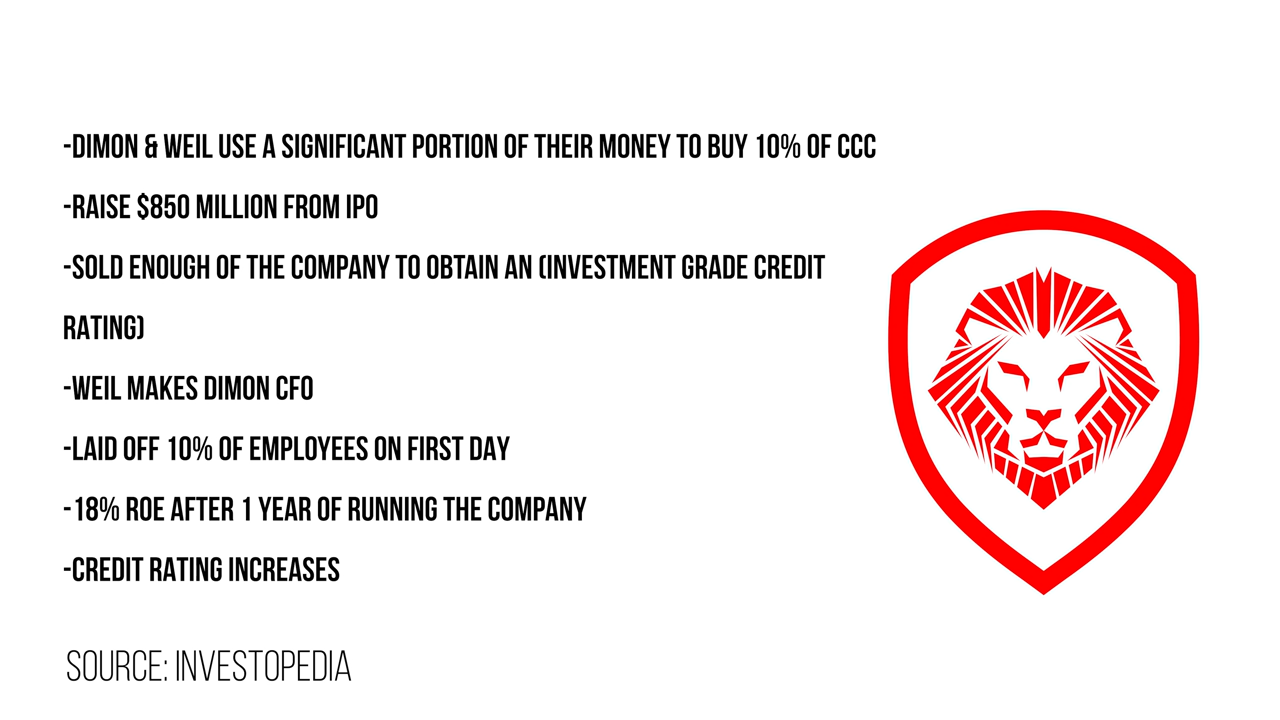 -DIMON & WEIL USE A SIGNIFICANT PORTION OF THEIR MONEY TO BUY 10% OF CCC
-RAISE $850 MILLION FROM IPO
-SOLD ENOUGH OF THE COMPANY TO OBTAIN AN (INVESTMENT GRADE CREDIT
RATING)
-WEIL MAKES DIMON CFO
-LAID OFF 10% OF EMPLOYEES ON FIRST DAY
-18% ROE AFTER 1 YEAR OF RUNNING THE COMPANY
-CREDIT RATING INCREASES
SOURCE: INVESTOPEDIA